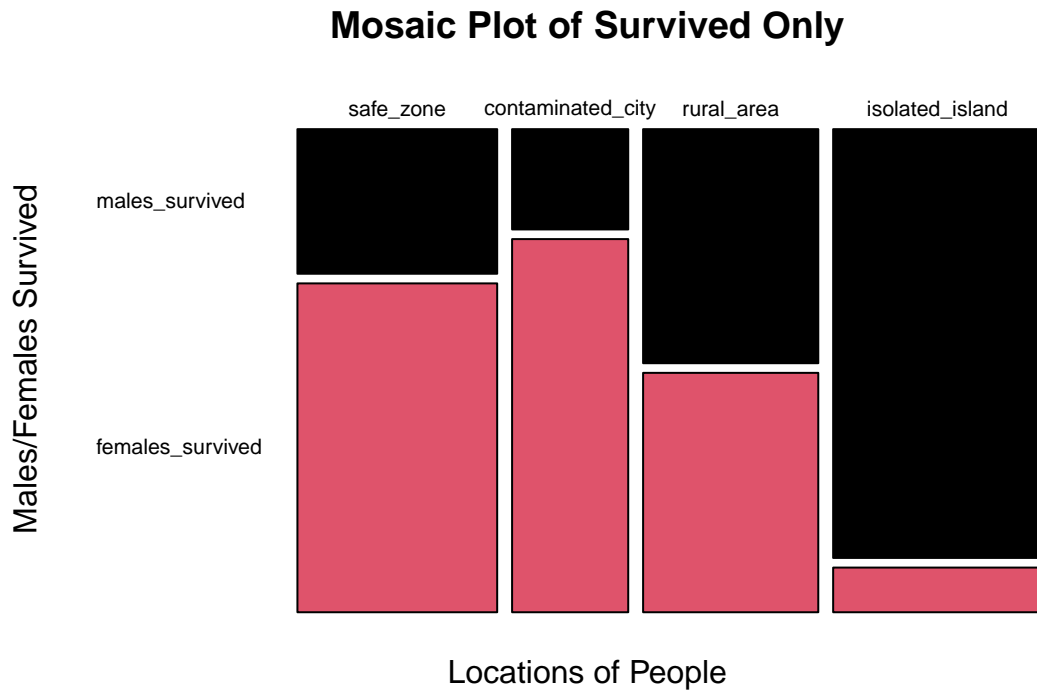 Mosaic Plot of Survived Only
safe_zone
contaminated_city
rural_area
isolated_island
males_survived
females_survived
Males/Females Survived
Locations of People